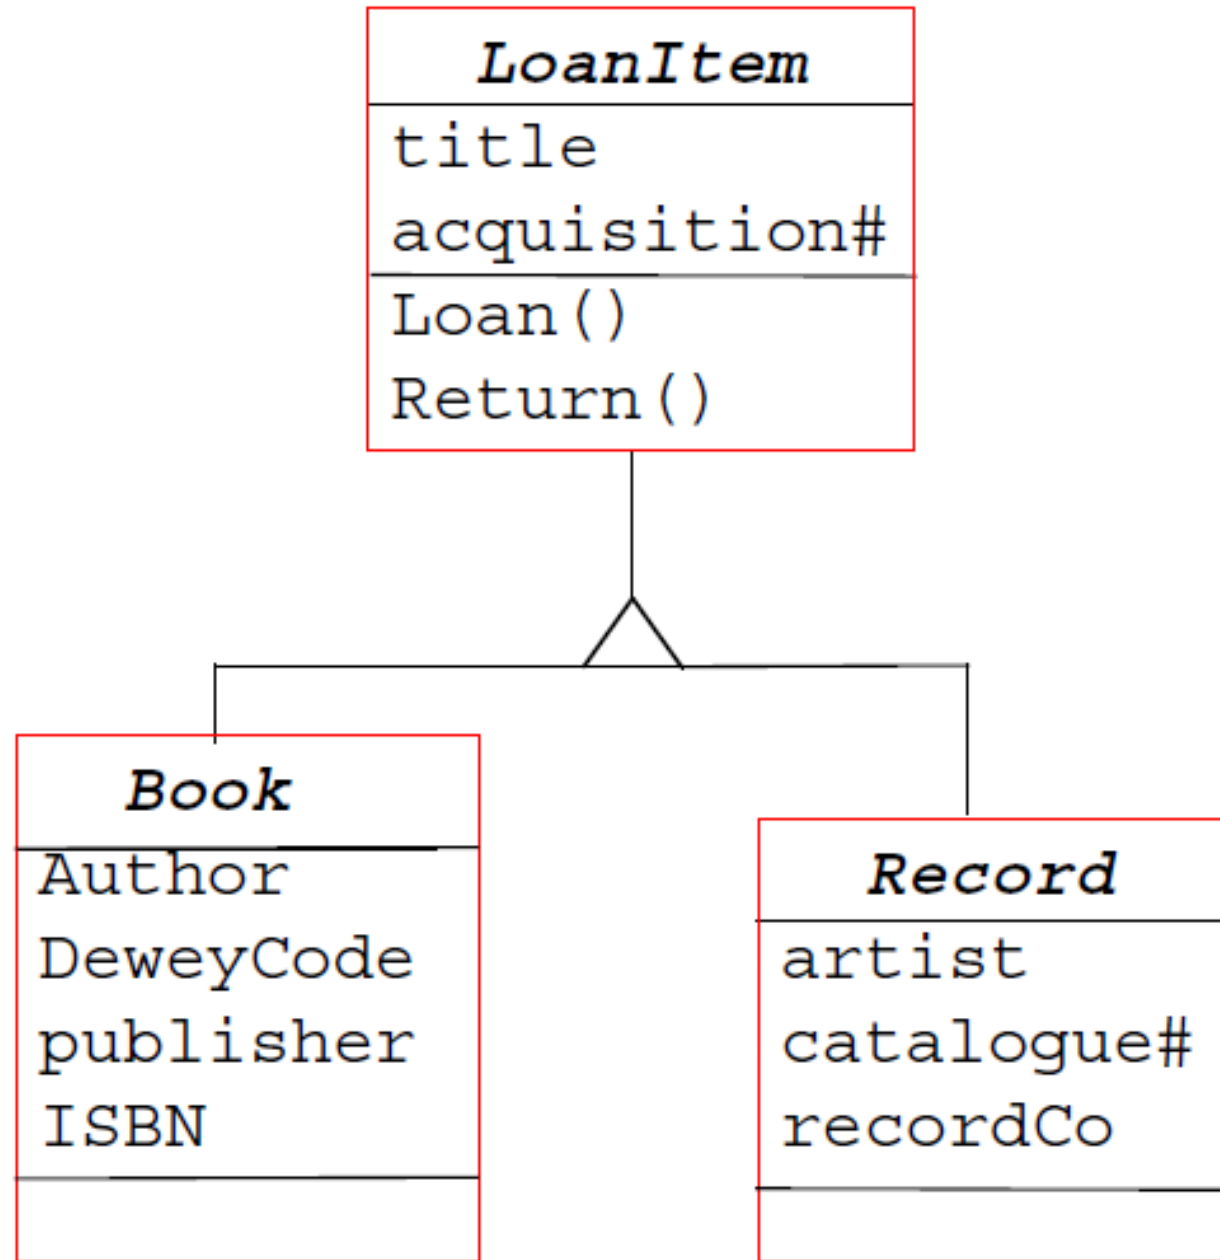 LoanItem
title
acquisition#
Loan()
Return()
Book
Author
DeweyCode
publisher
ISBN
Record
artist
catalogue#
recordCo